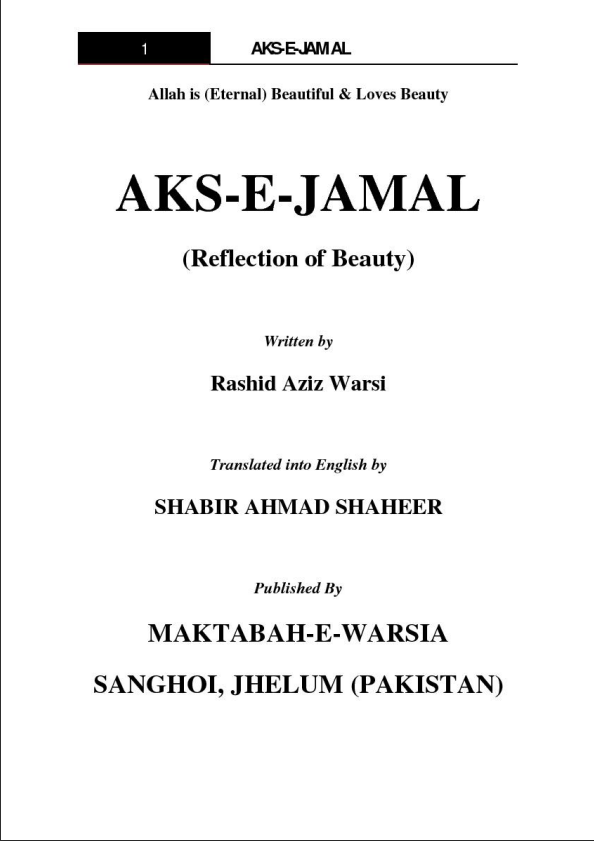 1 AKS-E-JAMAL
Allah is (Eternal) Beautiful & Loves Beauty
AKS-E-JAMAL
(Reflection of Beauty)
Written by
Rashid Aziz Warsi
Translated into English by
SHABIR AHMAD SHAHEER
Published By
MAKTABAH-E-WARSIA
SANGHOI, JHELUM (PAKISTAN)